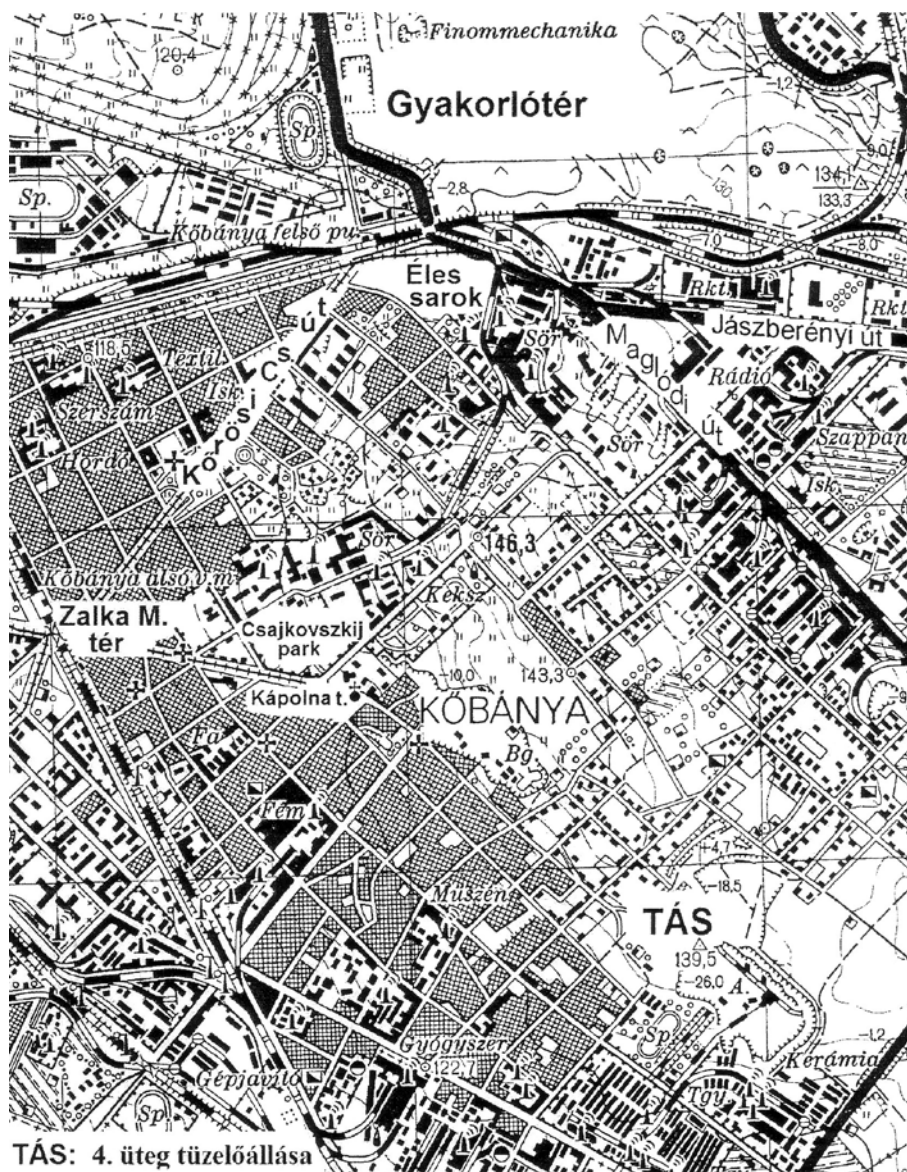 Finommechanika
120,4
Gyakorlótér
Sp.
-1,2
9,0
134,1
133,3
130
-2,8
Sp.
Kőbánya felső pu.
-7,0
-8,0
Éles
sarok
Rkt.
Rkt.
Jászberényi út
Sör
Maglódi út
118,5
Textil
Isk.
Kőrösi Cs. út
Rádió
Szerszám
Hordó
Sör
Szappan
Isk.
Sör
146,3
Kőbánya alsó v.m.
Keksz
Zalka M.
tér
Csajkovszkij
park
-10,0
143,3
Kápolna t.
KŐBÁNYA
Fa
Bg.
Fém
+4,7
-18,5
Műszény
TÁS
139,5
-26,0
A.
Sp.
-1,2
Gyógyszer
122,7
Kerámia
Gépjavító
Tgy.
Sp.
TÁS: 4. üteg tüzelőállása